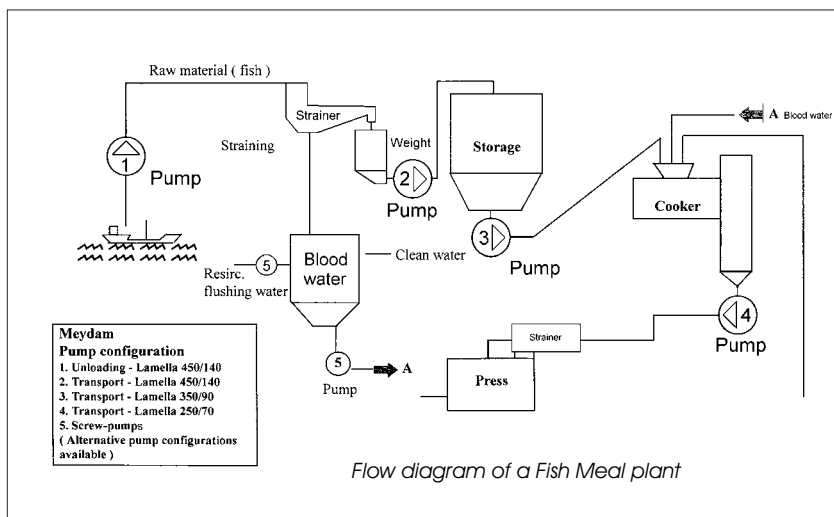 Raw material ( fish )
Strainer
Straining
1
Pump
Weight
2
Pump
Storage
3
Pump
A Blood water
Cooker
4
Pump
Strainer
Press
Blood
water
Clean water
5
Resirc.
flushing water
5
Pump
A
Meydam
Pump configuration
1. Unloading - Lamella 450/140
2. Transport - Lamella 450/140
3. Transport - Lamella 350/90
4. Transport - Lamella 250/70
5. Screw-pumps
( Alternative pump configurations
available )
Flow diagram of a Fish Meal plant